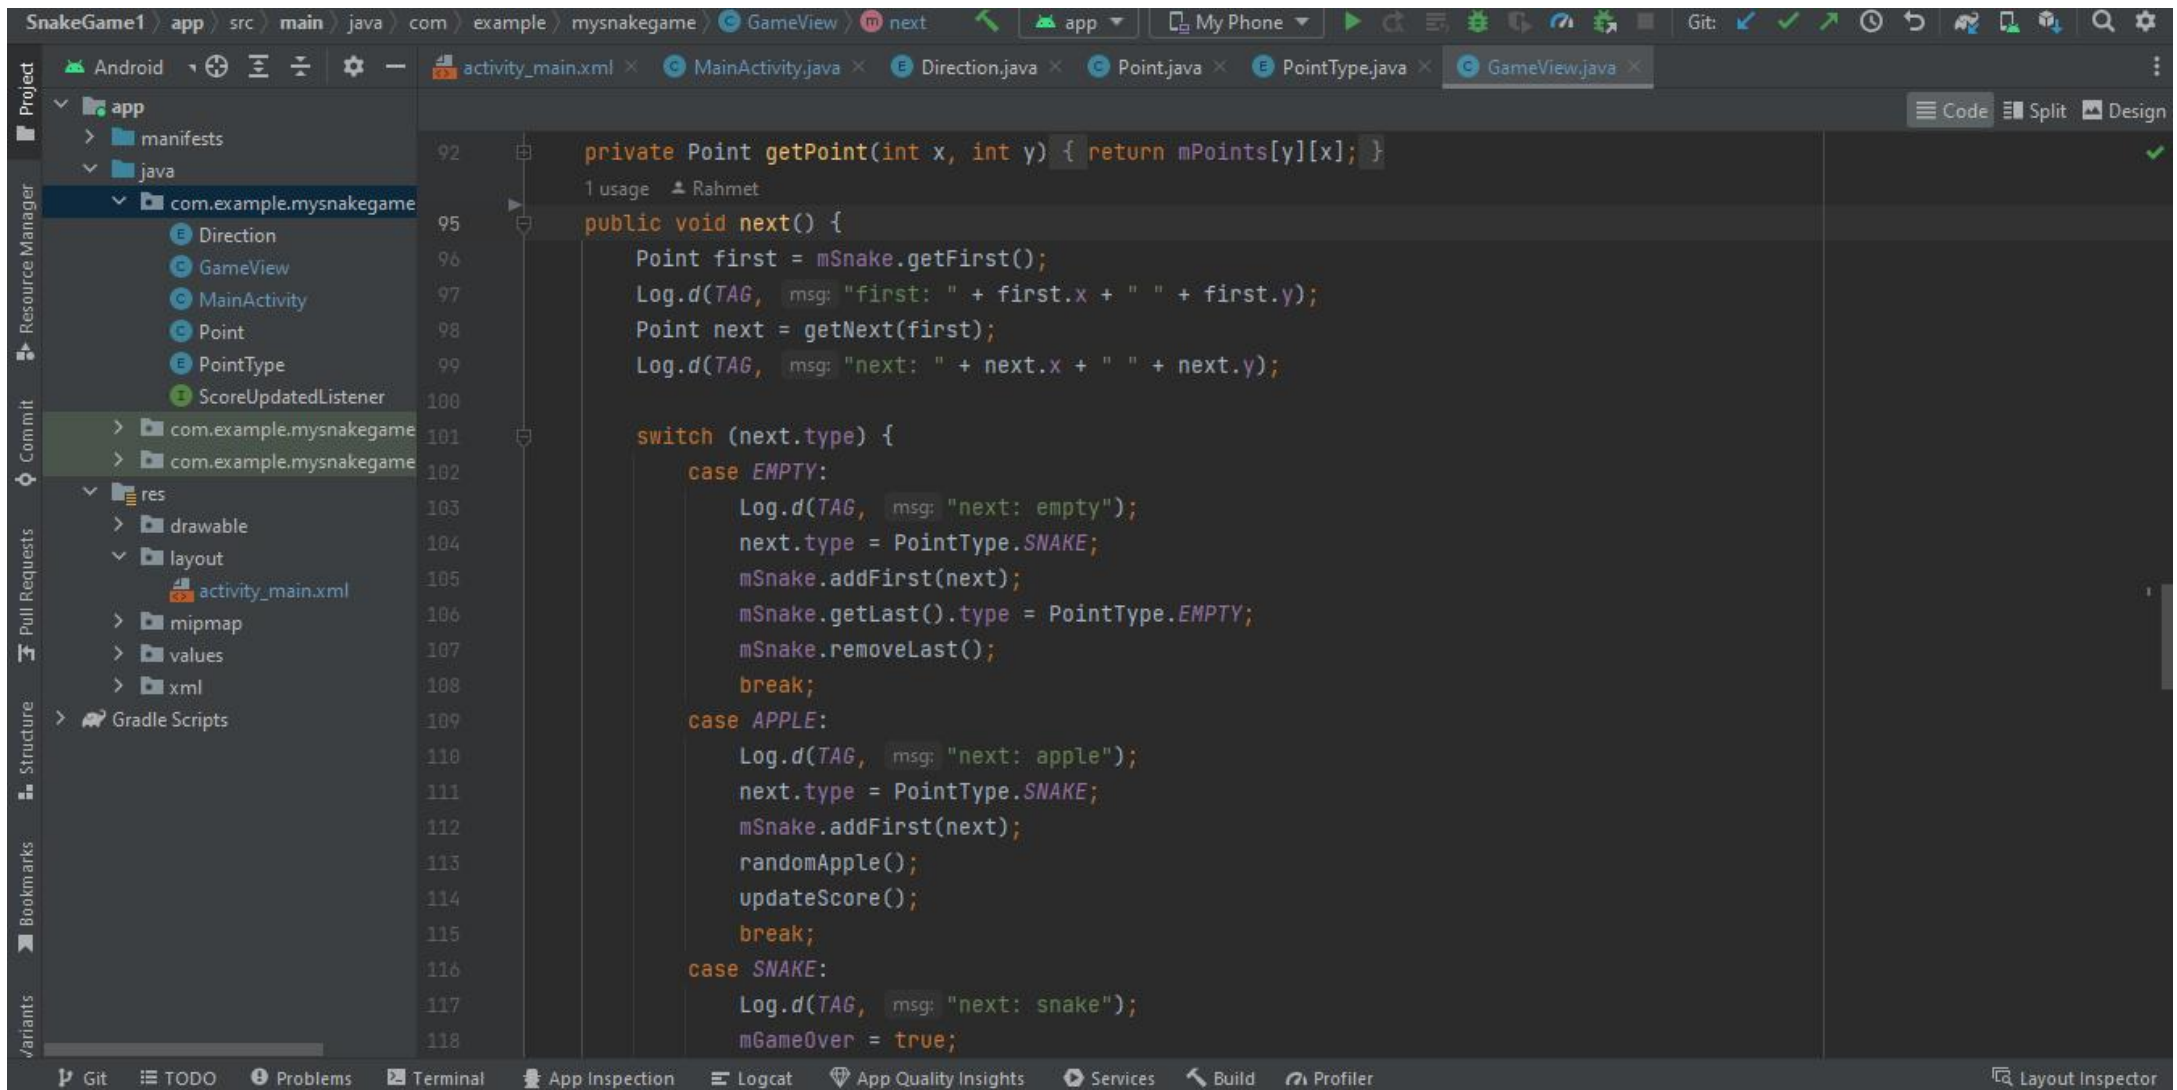 SnakeGame1 app src main java com example mysnakegame GameView next app My Phone Git:
Project
Android activity_main.xml MainActivity.java Direction.java Point.java PointType.java GameView.java
app
Code Split Design
manifests
java
com.example.mysnakegame
Direction
GameView
MainActivity
Point
PointType
ScoreUpdatedListener
com.example.mysnakegame
com.example.mysnakegame
res
drawable
layout
activity_main.xml
mipmap
values
xml
Gradle Scripts
Resource Manager
Commit
Pull Requests
Structure
Bookmarks
Variants
92 private Point getPoint(int x, int y) { return mPoints[y][x]; }
1 usage Rahmet
95 public void next() {
96 Point first = mSnake.getFirst();
97 Log.d(TAG, msg: "first: " + first.x + " " + first.y);
98 Point next = getNext(first);
99 Log.d(TAG, msg: "next: " + next.x + " " + next.y);
100
101 switch (next.type) {
102 case EMPTY:
103 Log.d(TAG, msg: "next: empty");
104 next.type = PointType.SNAKE;
105 mSnake.addFirst(next);
106 mSnake.getLast().type = PointType.EMPTY;
107 mSnake.removeLast();
108 break;
109 case APPLE:
110 Log.d(TAG, msg: "next: apple");
111 next.type = PointType.SNAKE;
112 mSnake.addFirst(next);
113 randomApple();
114 updateScore();
115 break;
116 case SNAKE:
117 Log.d(TAG, msg: "next: snake");
118 mGameOver = true;
Git TODO Problems Terminal App Inspection Logcat App Quality Insights Services Build Profiler Layout Inspector